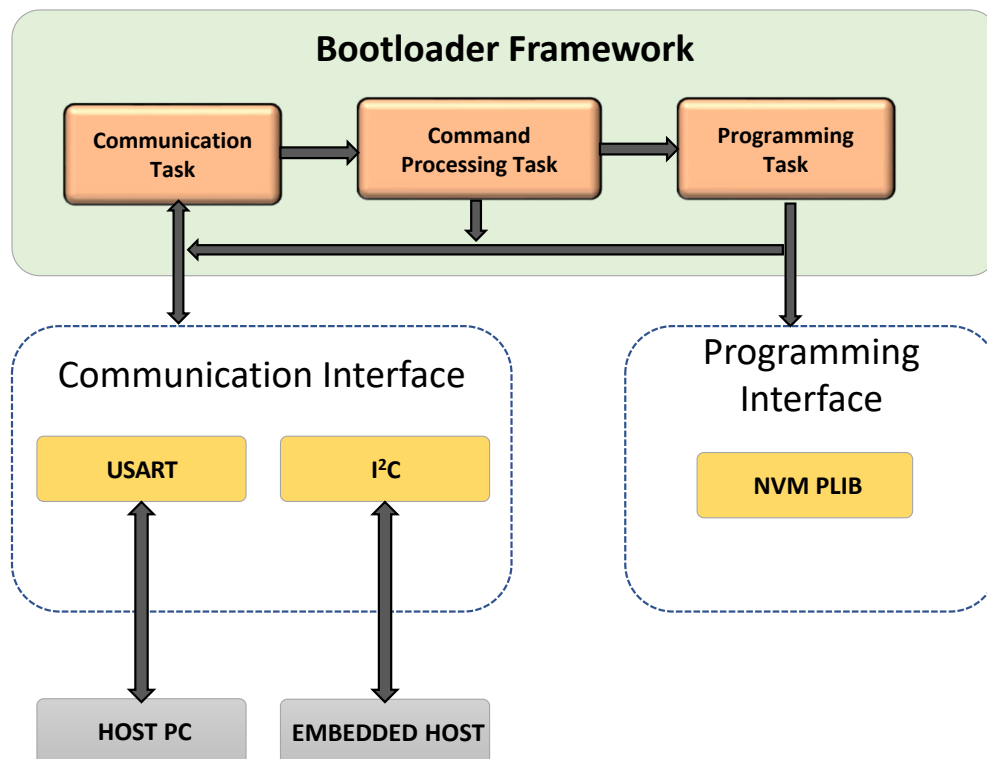 Bootloader Framework
Communication
Task
Command
Processing Task
Programming
Task
Communication Interface
Programming
Interface
USART
I²C
NVM PLIB
HOST PC
EMBEDDED HOST